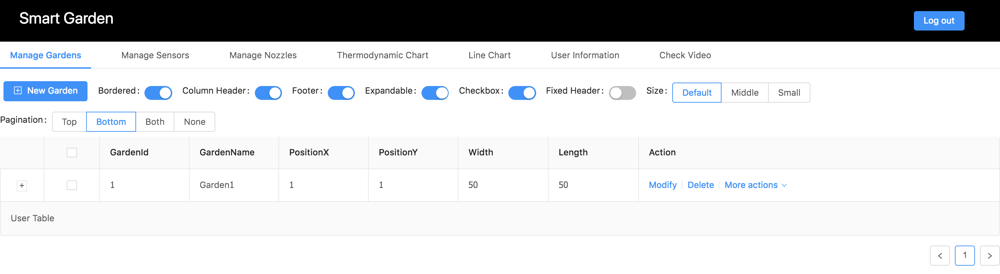 Smart Garden
Log out
Manage Gardens Manage Sensors Manage Nozzles Thermodynamic Chart Line Chart User Information Check Video
New Garden Bordered: Column Header: Footer: Expandable: Checkbox: Fixed Header: Size: Default Middle Small
Pagination: Top Bottom Both None
GardenId GardenName PositionX PositionY Width Length Action
1 Garden1 1 1 50 50 Modify Delete More actions
User Table
1